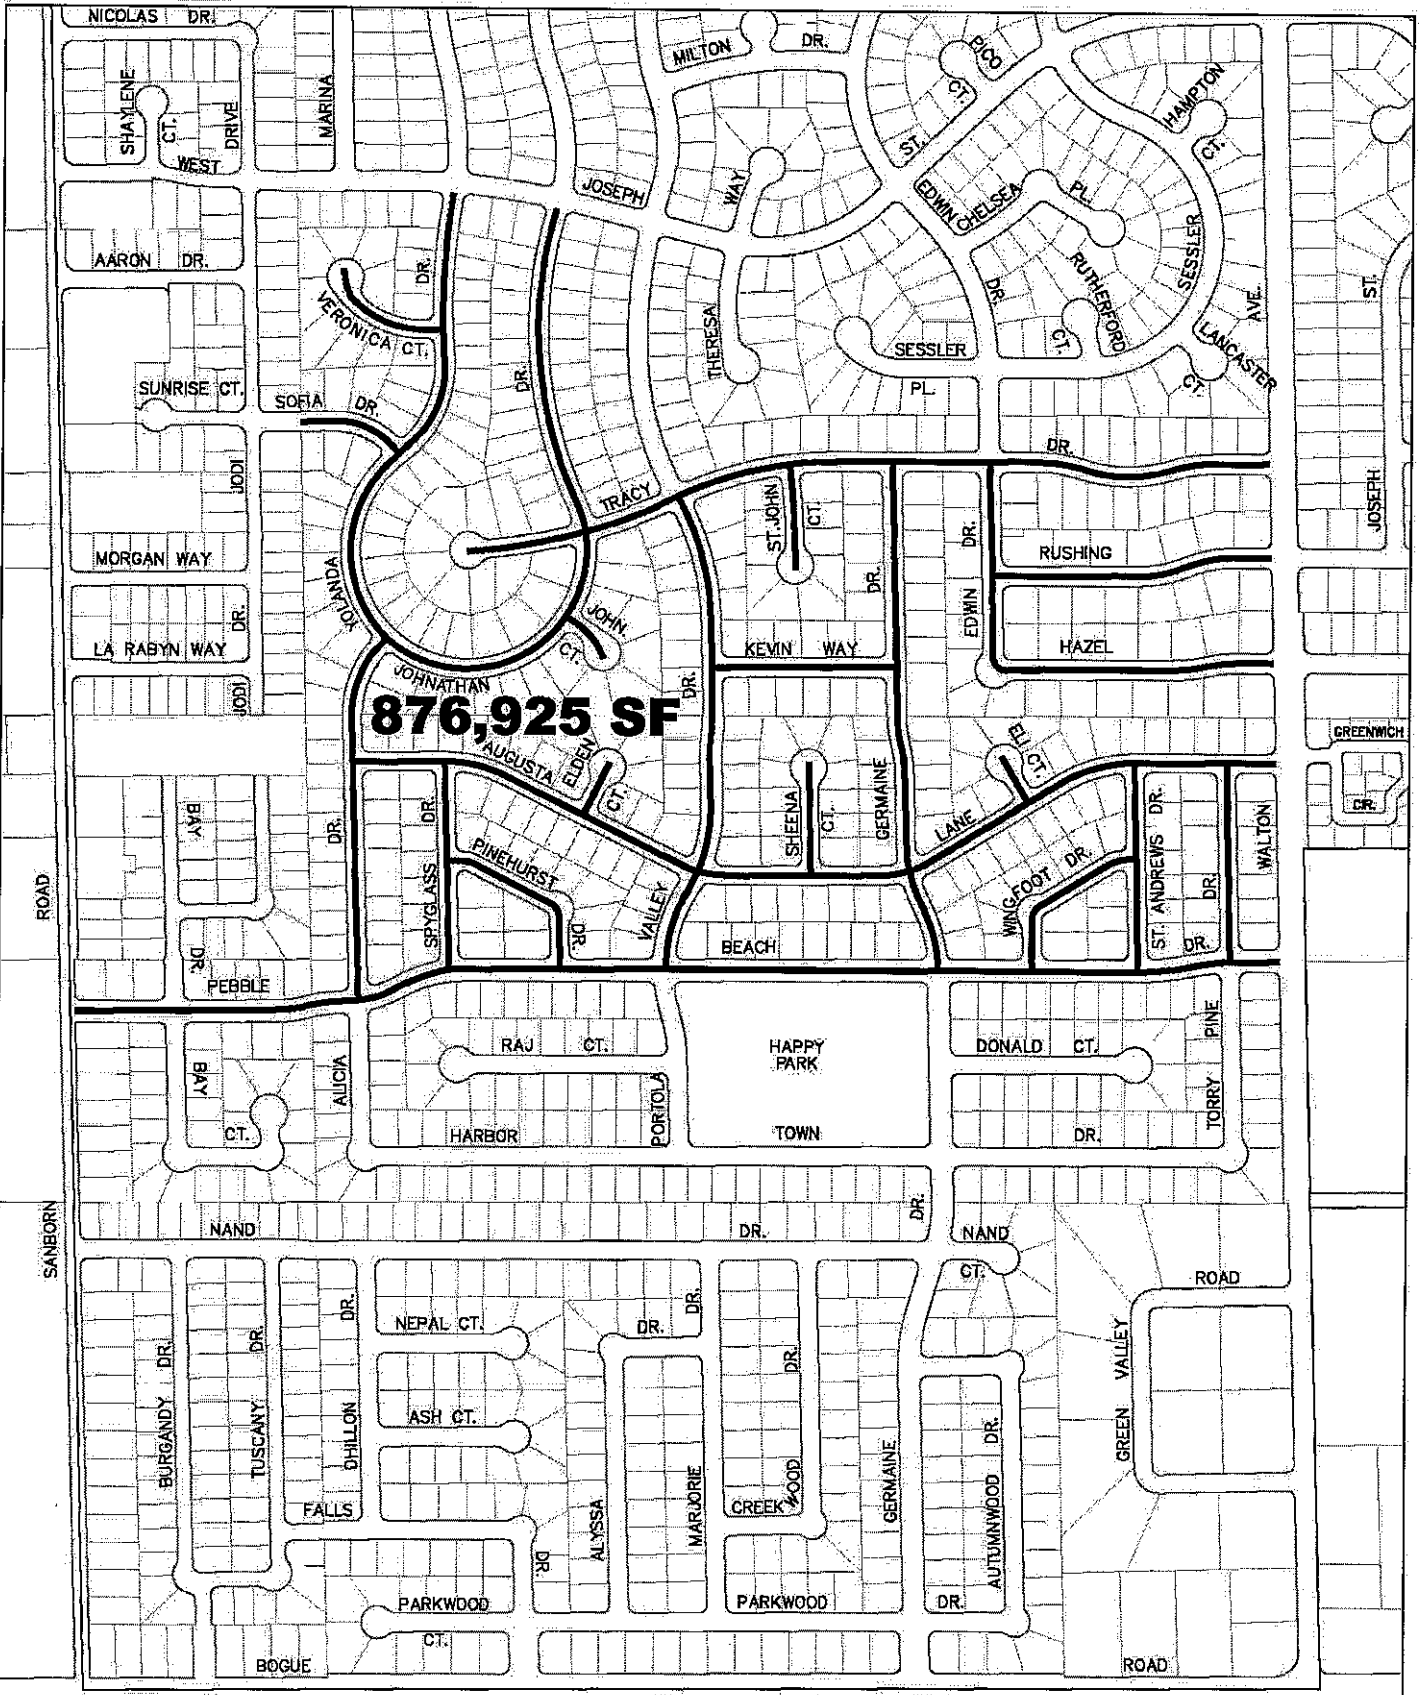 NICOLAS DR.
MILTON DR.
PICO
CT.
HAMPTON
CT.
SHAYLENE
CT.
DRIVE
MARINA
WEST
JOSEPH
WAY
ST.
EDWIN
CHELSEA
PL.
SESSLER
AARON DR.
DR.
DR.
RUTHERFORD
CT.
AVE.
ST.
VERONICA CT.
THERESA
SESSLER
PL.
LANCASTER
CT.
SUNRISE CT.
SOFIA DR.
DR.
DR.
JODI
TRACY
ST. JOHN
CT.
JOSEPH
MORGAN WAY
YOLANDA
DR.
DR.
EDWIN
RUSHING
DR.
LA RABYN WAY
JOHN
CT.
KEVIN WAY
HAZEL
JODI
JOHNATHAN
DR.
876,925 SF
AUGUSTA
ELDEN
CT.
ELI
CT.
GREENWICH
CIR.
BAY
DR.
DR.
SPYGLASS
PINEHURST
DR.
SHEENA
CT.
GERMAINE
LANE
WINGFOOT DR.
ST. ANDREWS DR.
DR.
WALTON
ROAD
VALLEY
BEACH
DR.
DR.
PEBBLE
RAJ CT.
HAPPY
PARK
DONALD CT.
TORRY PINE
BAY
CT.
ALICIA
PORTOLA
HARBOR
TOWN
DR.
SANBORN
NAND
DR.
DR.
NAND
CT.
ROAD
BURGANDY DR.
TUSCANY DR.
DHILLON DR.
NEPAL CT.
DR.
DR.
DR.
GREEN VALLEY
ASH CT.
FALLS
DR.
ALYSSA
MARJORIE
CREEK WOOD
GERMAINE
AUTUMNWOOD DR.
PARKWOOD
CT.
PARKWOOD
DR.
BOGUE
ROAD